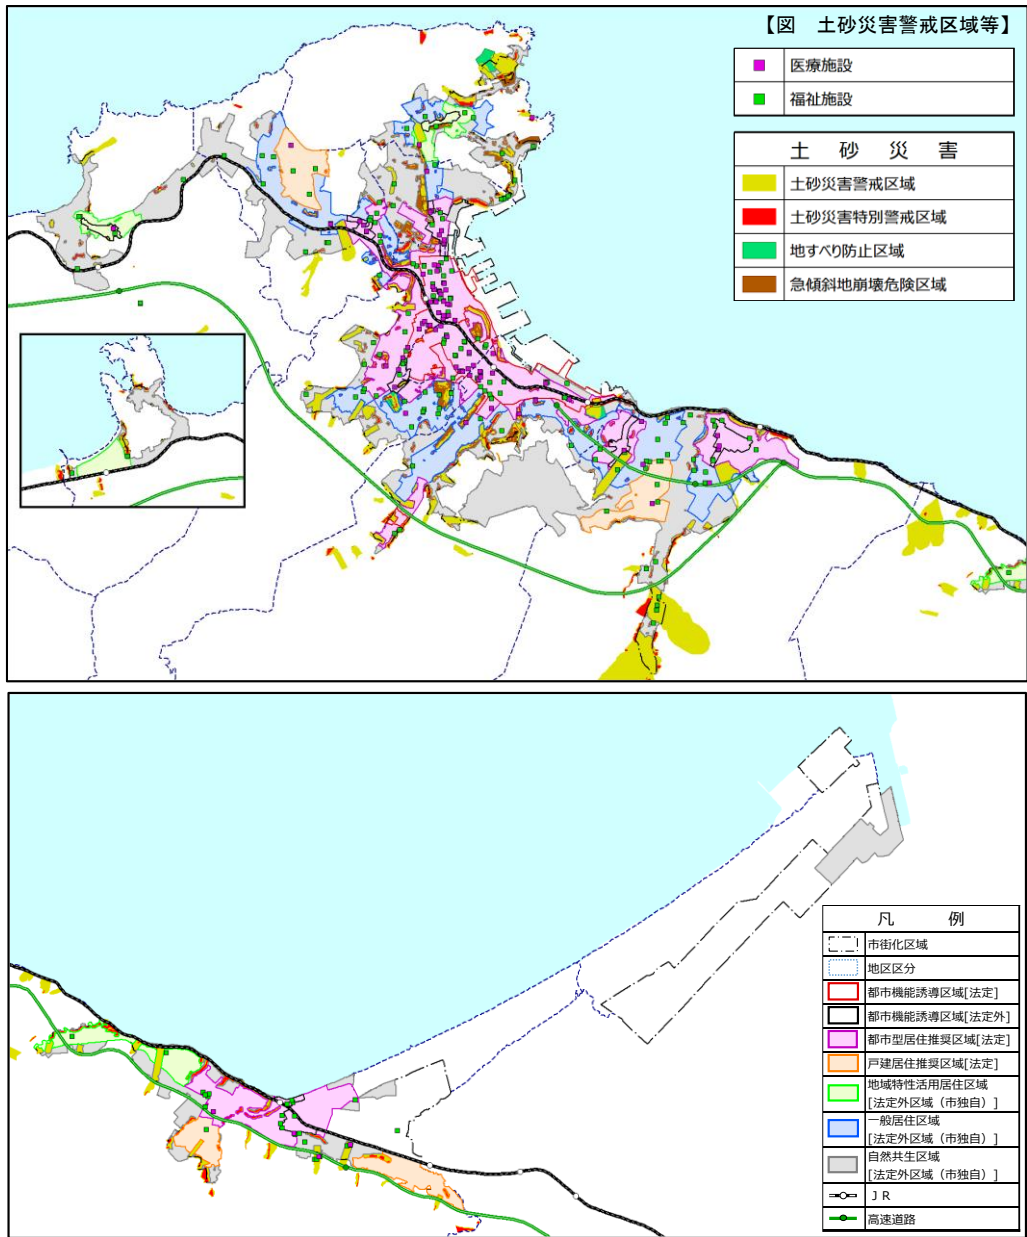 【図 土砂災害警戒区域等】
医療施設
福祉施設
土 砂 災 害
土砂災害警戒区域
土砂災害特別警戒区域
地すべり防止区域
急傾斜地崩壊危険区域
凡 例
市街化区域
地区区分
都市機能誘導区域[法定]
都市機能誘導区域[法定外]
都市型居住推奨区域[法定]
戸建居住推奨区域[法定]
地域特性活用居住区域
[法定外区域（市独自）]
一般居住区域
[法定外区域（市独自）]
自然共生区域
[法定外区域（市独自）]
ＪＲ
高速道路